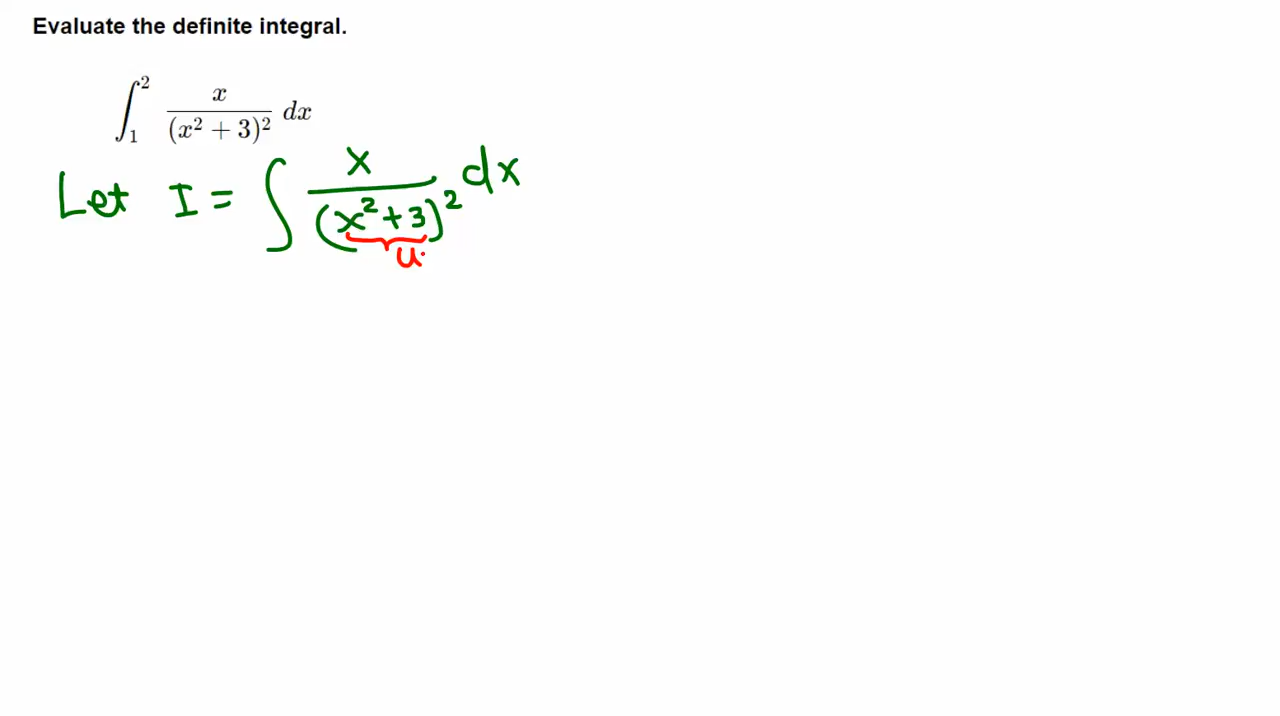 Evaluate the definite integral.
∫₁² x/(x² + 3)² dx
Let I = ∫ x/(x²+3)² dx
u